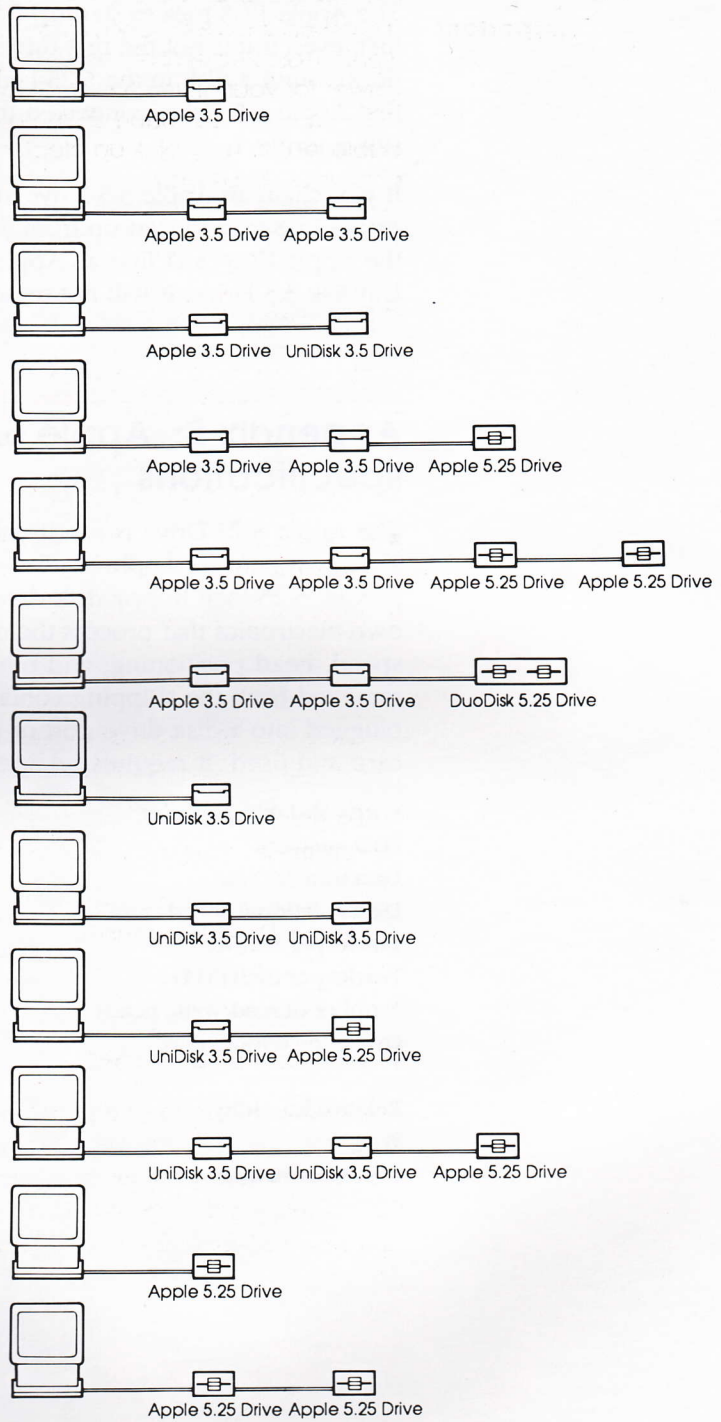 Apple 3.5 Drive
Apple 3.5 Drive Apple 3.5 Drive
Apple 3.5 Drive UniDisk 3.5 Drive
Apple 3.5 Drive Apple 3.5 Drive Apple 5.25 Drive
Apple 3.5 Drive Apple 3.5 Drive Apple 5.25 Drive Apple 5.25 Drive
Apple 3.5 Drive Apple 3.5 Drive DuoDisk 5.25 Drive
UniDisk 3.5 Drive
UniDisk 3.5 Drive UniDisk 3.5 Drive
UniDisk 3.5 Drive Apple 5.25 Drive
UniDisk 3.5 Drive UniDisk 3.5 Drive Apple 5.25 Drive
Apple 5.25 Drive
Apple 5.25 Drive Apple 5.25 Drive